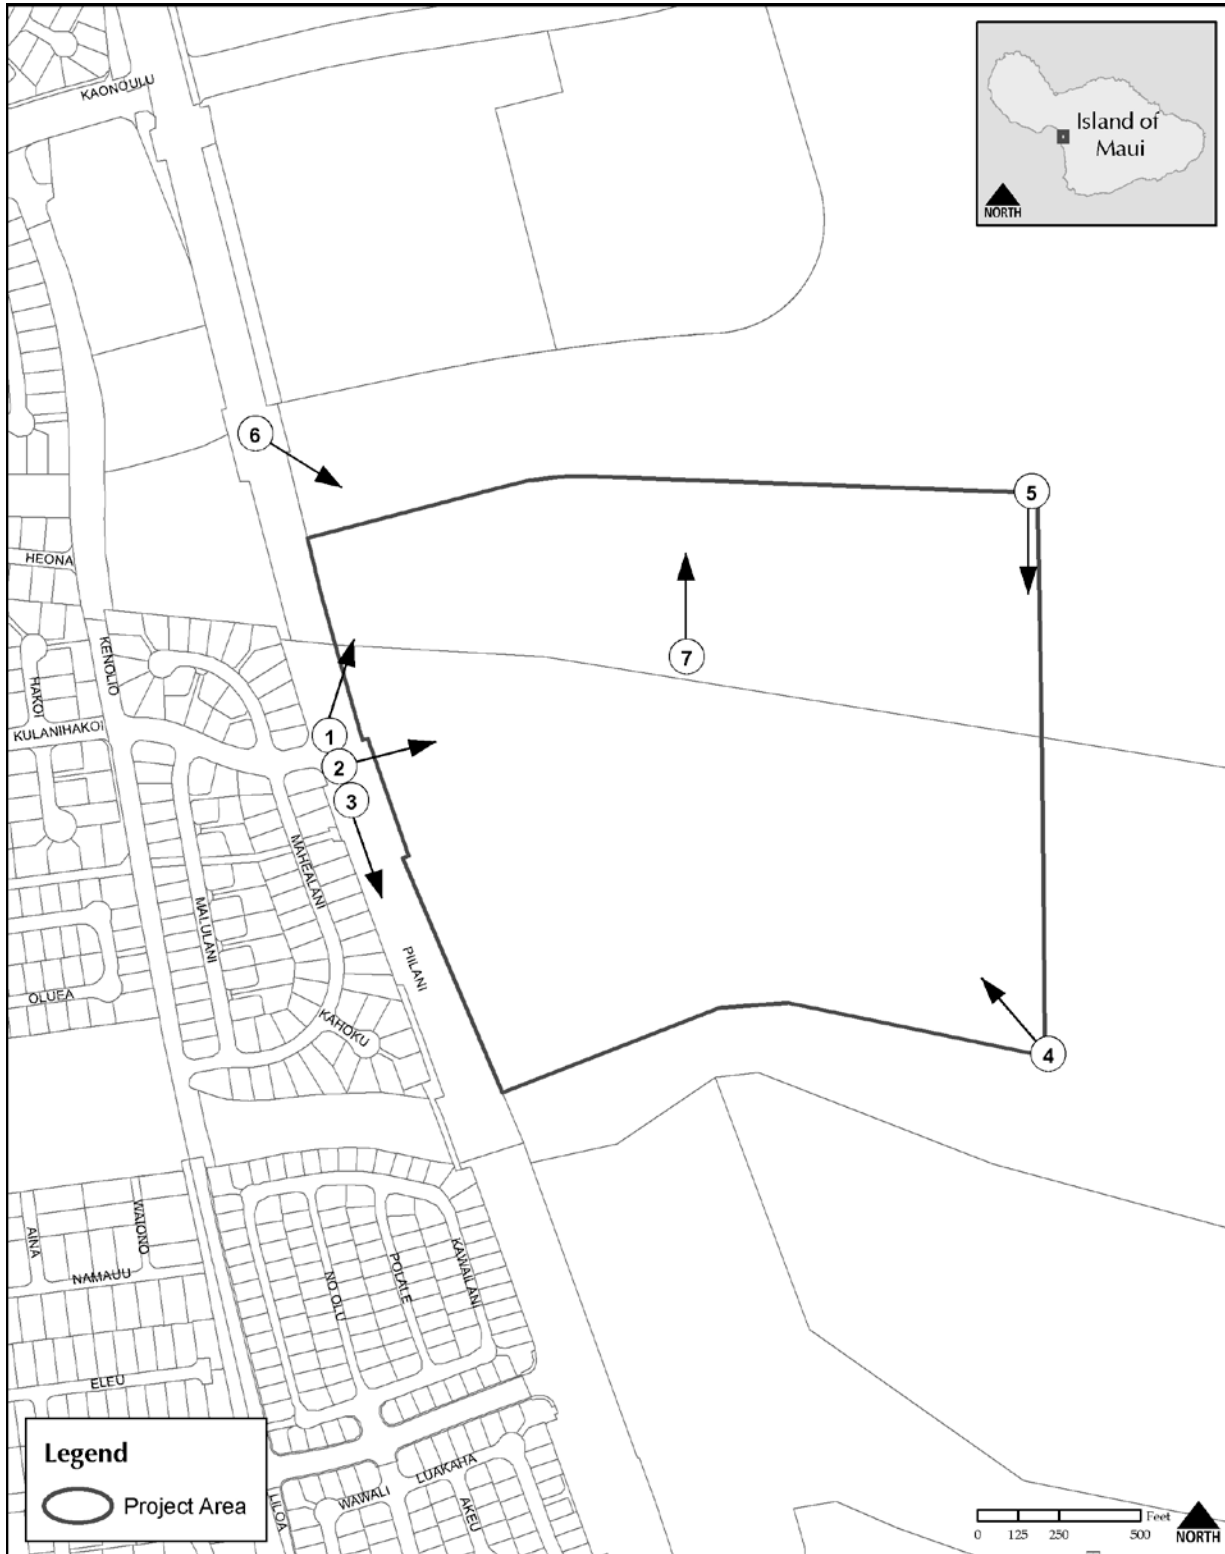 KAONOULU
Island of
Maui
NORTH
6
5
HEONA
KENOLIO
HAKOI
KULANIHAKOI
7
1
2
3
MAHEALANI
MALULANI
PIILANI
OLUEA
KAHOKU
4
AINA
WAIONO
NAMAUU
NO OLU
POLALE
KAWAILANI
ELEU
Legend
Project Area
LILOA
WAWALI
LUAKAHA
AKEU
Feet
0 125 250 500
NORTH